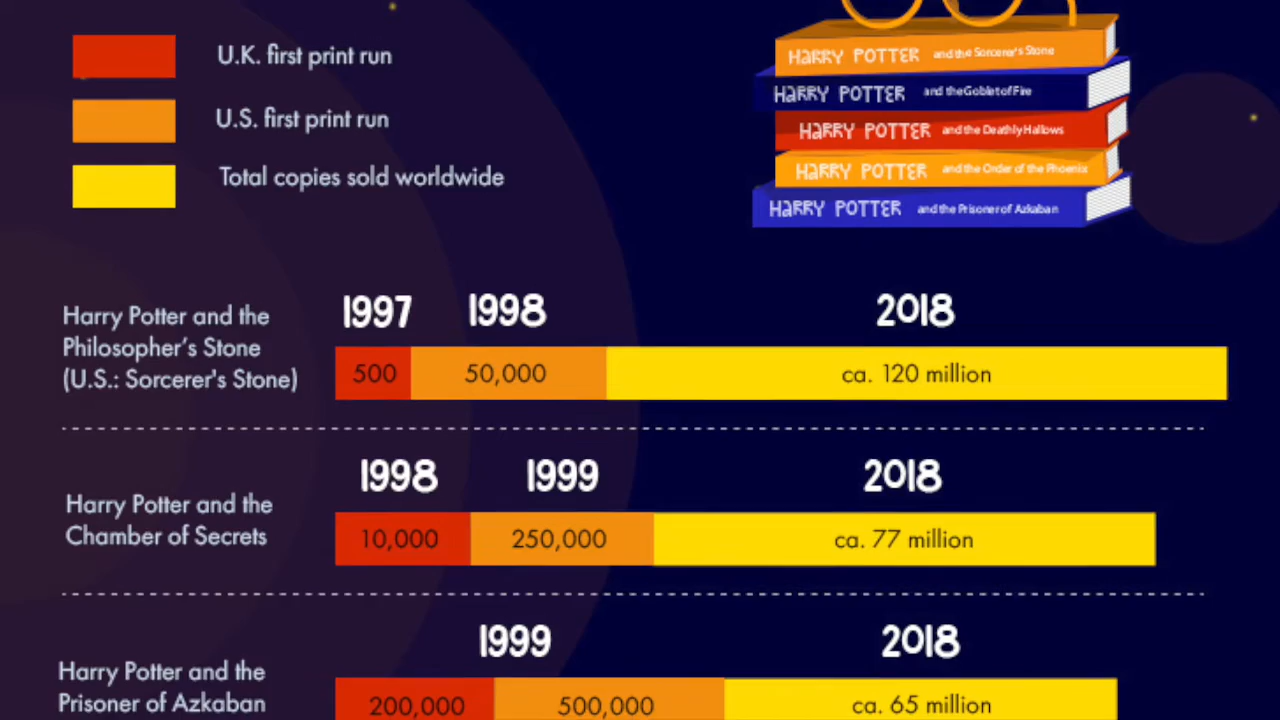 U.K. first print run
U.S. first print run
Total copies sold worldwide
HARRY POTTER and the Sorcerer's Stone
HARRY POTTER and the Goblet of Fire
HARRY POTTER and the Deathly Hallows
HARRY POTTER and the Order of the Phoenix
HARRY POTTER and the Prisoner of Azkaban
1997 1998 2018
Harry Potter and the
Philosopher's Stone
(U.S.: Sorcerer's Stone)
500 50,000 ca. 120 million
1998 1999 2018
Harry Potter and the
Chamber of Secrets
10,000 250,000 ca. 77 million
1999 2018
Harry Potter and the
Prisoner of Azkaban
200,000 500,000 ca. 65 million